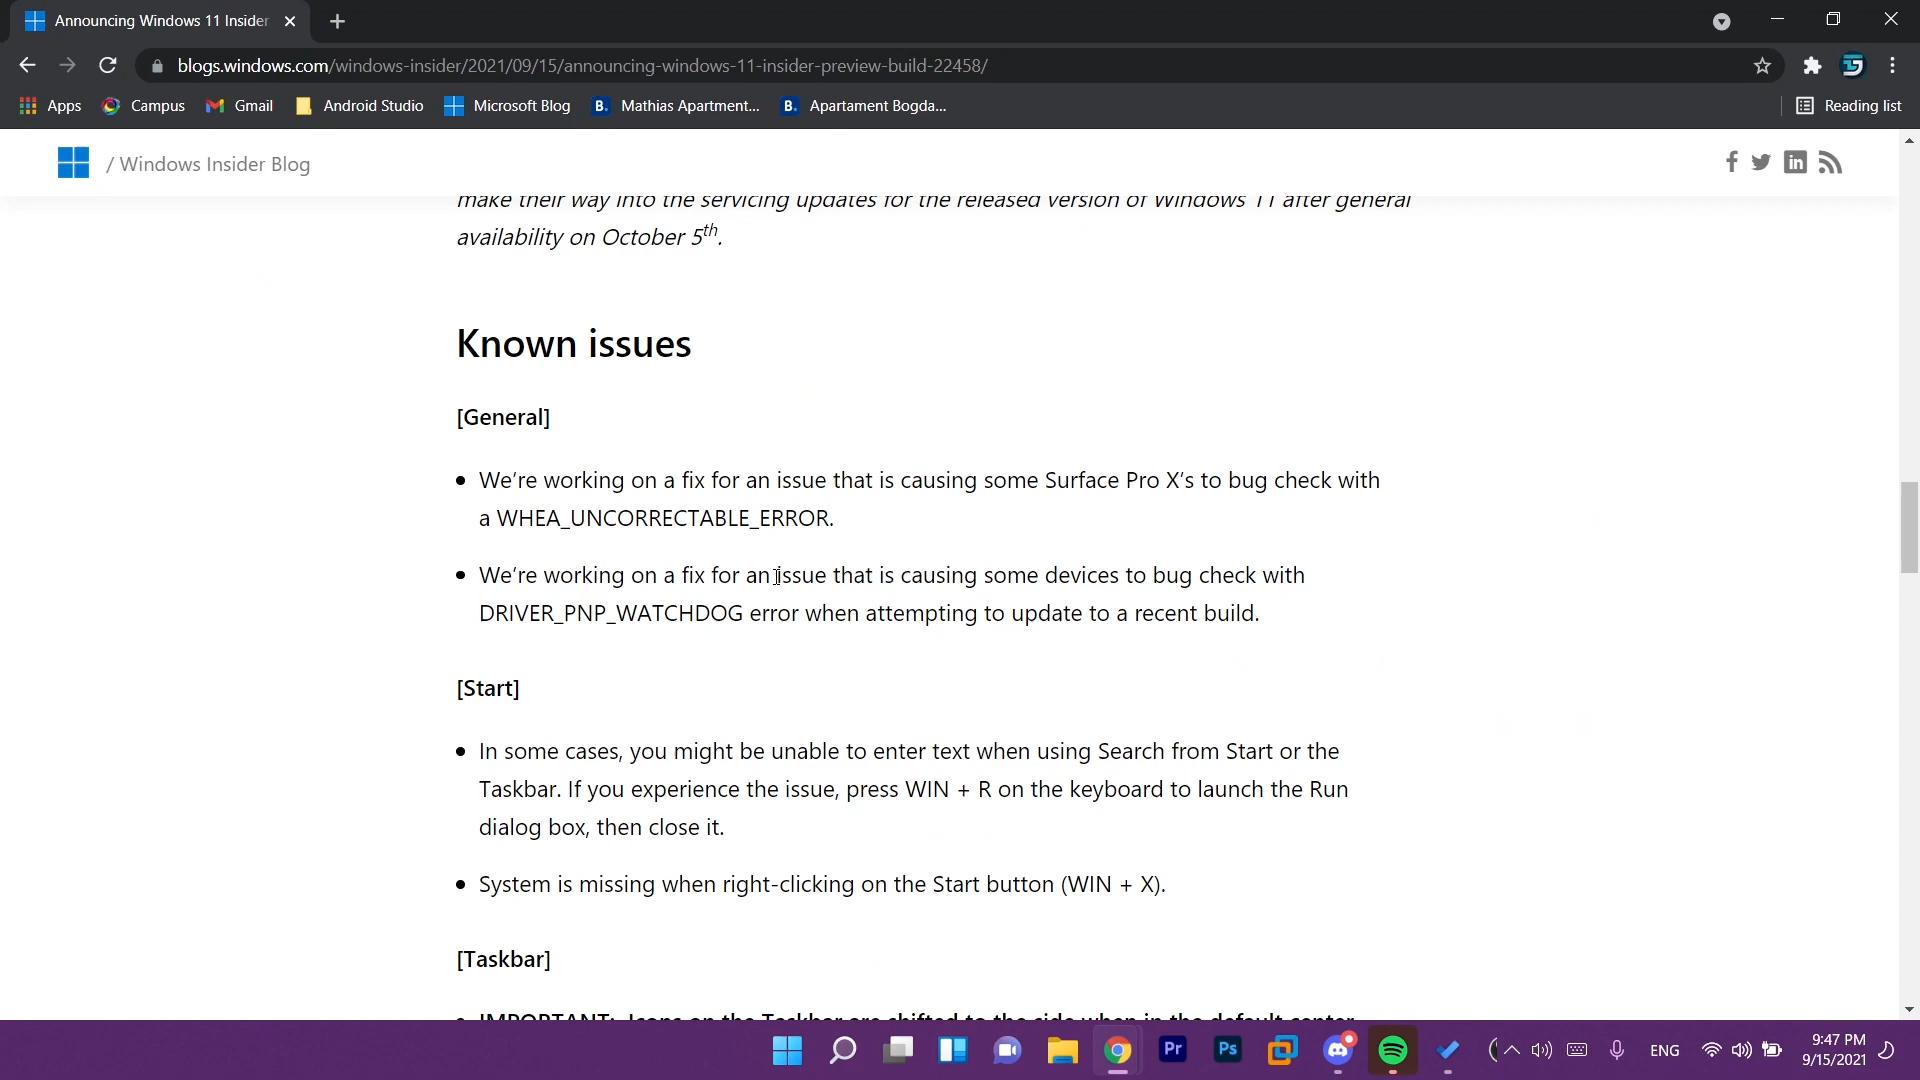 Announcing Windows 11 Insider
blogs.windows.com/windows-insider/2021/09/15/announcing-windows-11-insider-preview-build-22458/
Apps Campus Gmail Android Studio Microsoft Blog B. Mathias Apartment... B. Apartament Bogda... Reading list
/ Windows Insider Blog
make their way into the servicing updates for the released version of Windows 11 after general
availability on October 5th.
Known issues
[General]
• We’re working on a fix for an issue that is causing some Surface Pro X’s to bug check with
a WHEA_UNCORRECTABLE_ERROR.
• We’re working on a fix for an issue that is causing some devices to bug check with
DRIVER_PNP_WATCHDOG error when attempting to update to a recent build.
[Start]
• In some cases, you might be unable to enter text when using Search from Start or the
Taskbar. If you experience the issue, press WIN + R on the keyboard to launch the Run
dialog box, then close it.
• System is missing when right-clicking on the Start button (WIN + X).
[Taskbar]
• IMPORTANT: Icons on the Taskbar are shifted to the side when in the default center
Pr Ps ENG 9:47 PM
9/15/2021